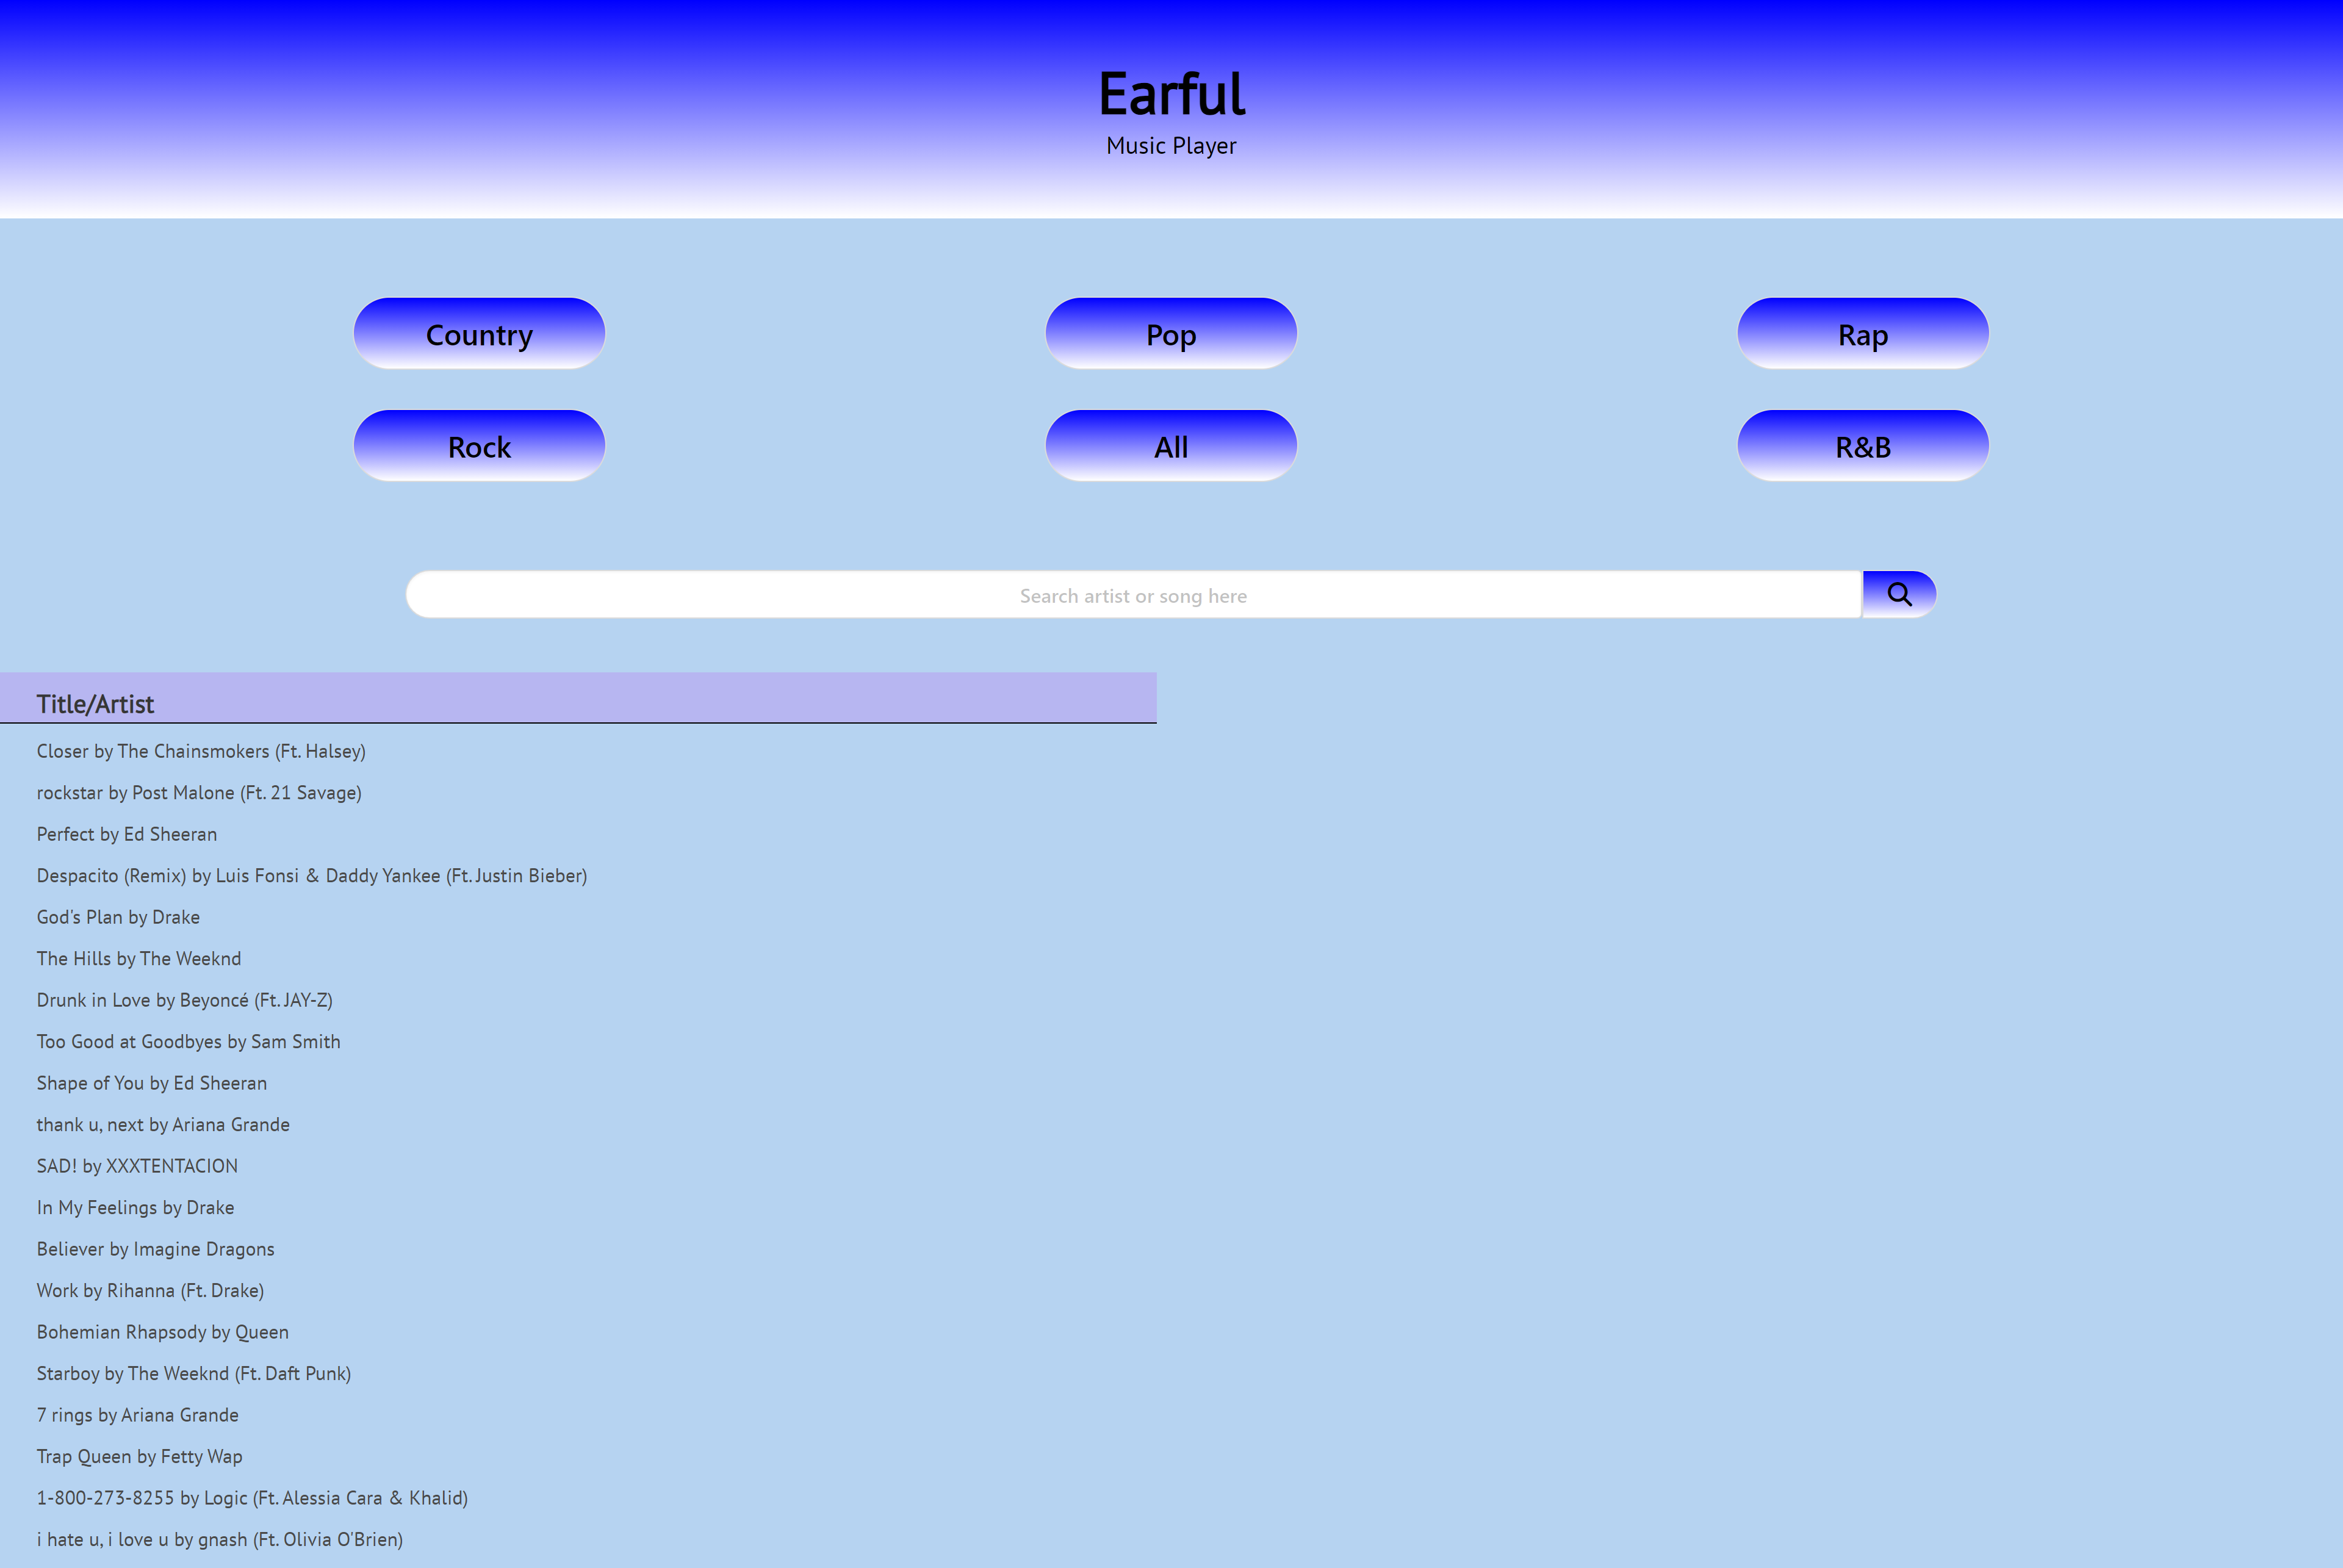 Earful
Music Player
Country
Pop
Rap
Rock
All
R&B
Search artist or song here
Title/Artist
Closer by The Chainsmokers (Ft. Halsey)
rockstar by Post Malone (Ft. 21 Savage)
Perfect by Ed Sheeran
Despacito (Remix) by Luis Fonsi & Daddy Yankee (Ft. Justin Bieber)
God's Plan by Drake
The Hills by The Weeknd
Drunk in Love by Beyoncé (Ft. JAY-Z)
Too Good at Goodbyes by Sam Smith
Shape of You by Ed Sheeran
thank u, next by Ariana Grande
SAD! by XXXTENTACION
In My Feelings by Drake
Believer by Imagine Dragons
Work by Rihanna (Ft. Drake)
Bohemian Rhapsody by Queen
Starboy by The Weeknd (Ft. Daft Punk)
7 rings by Ariana Grande
Trap Queen by Fetty Wap
1-800-273-8255 by Logic (Ft. Alessia Cara & Khalid)
i hate u, i love u by gnash (Ft. Olivia O'Brien)